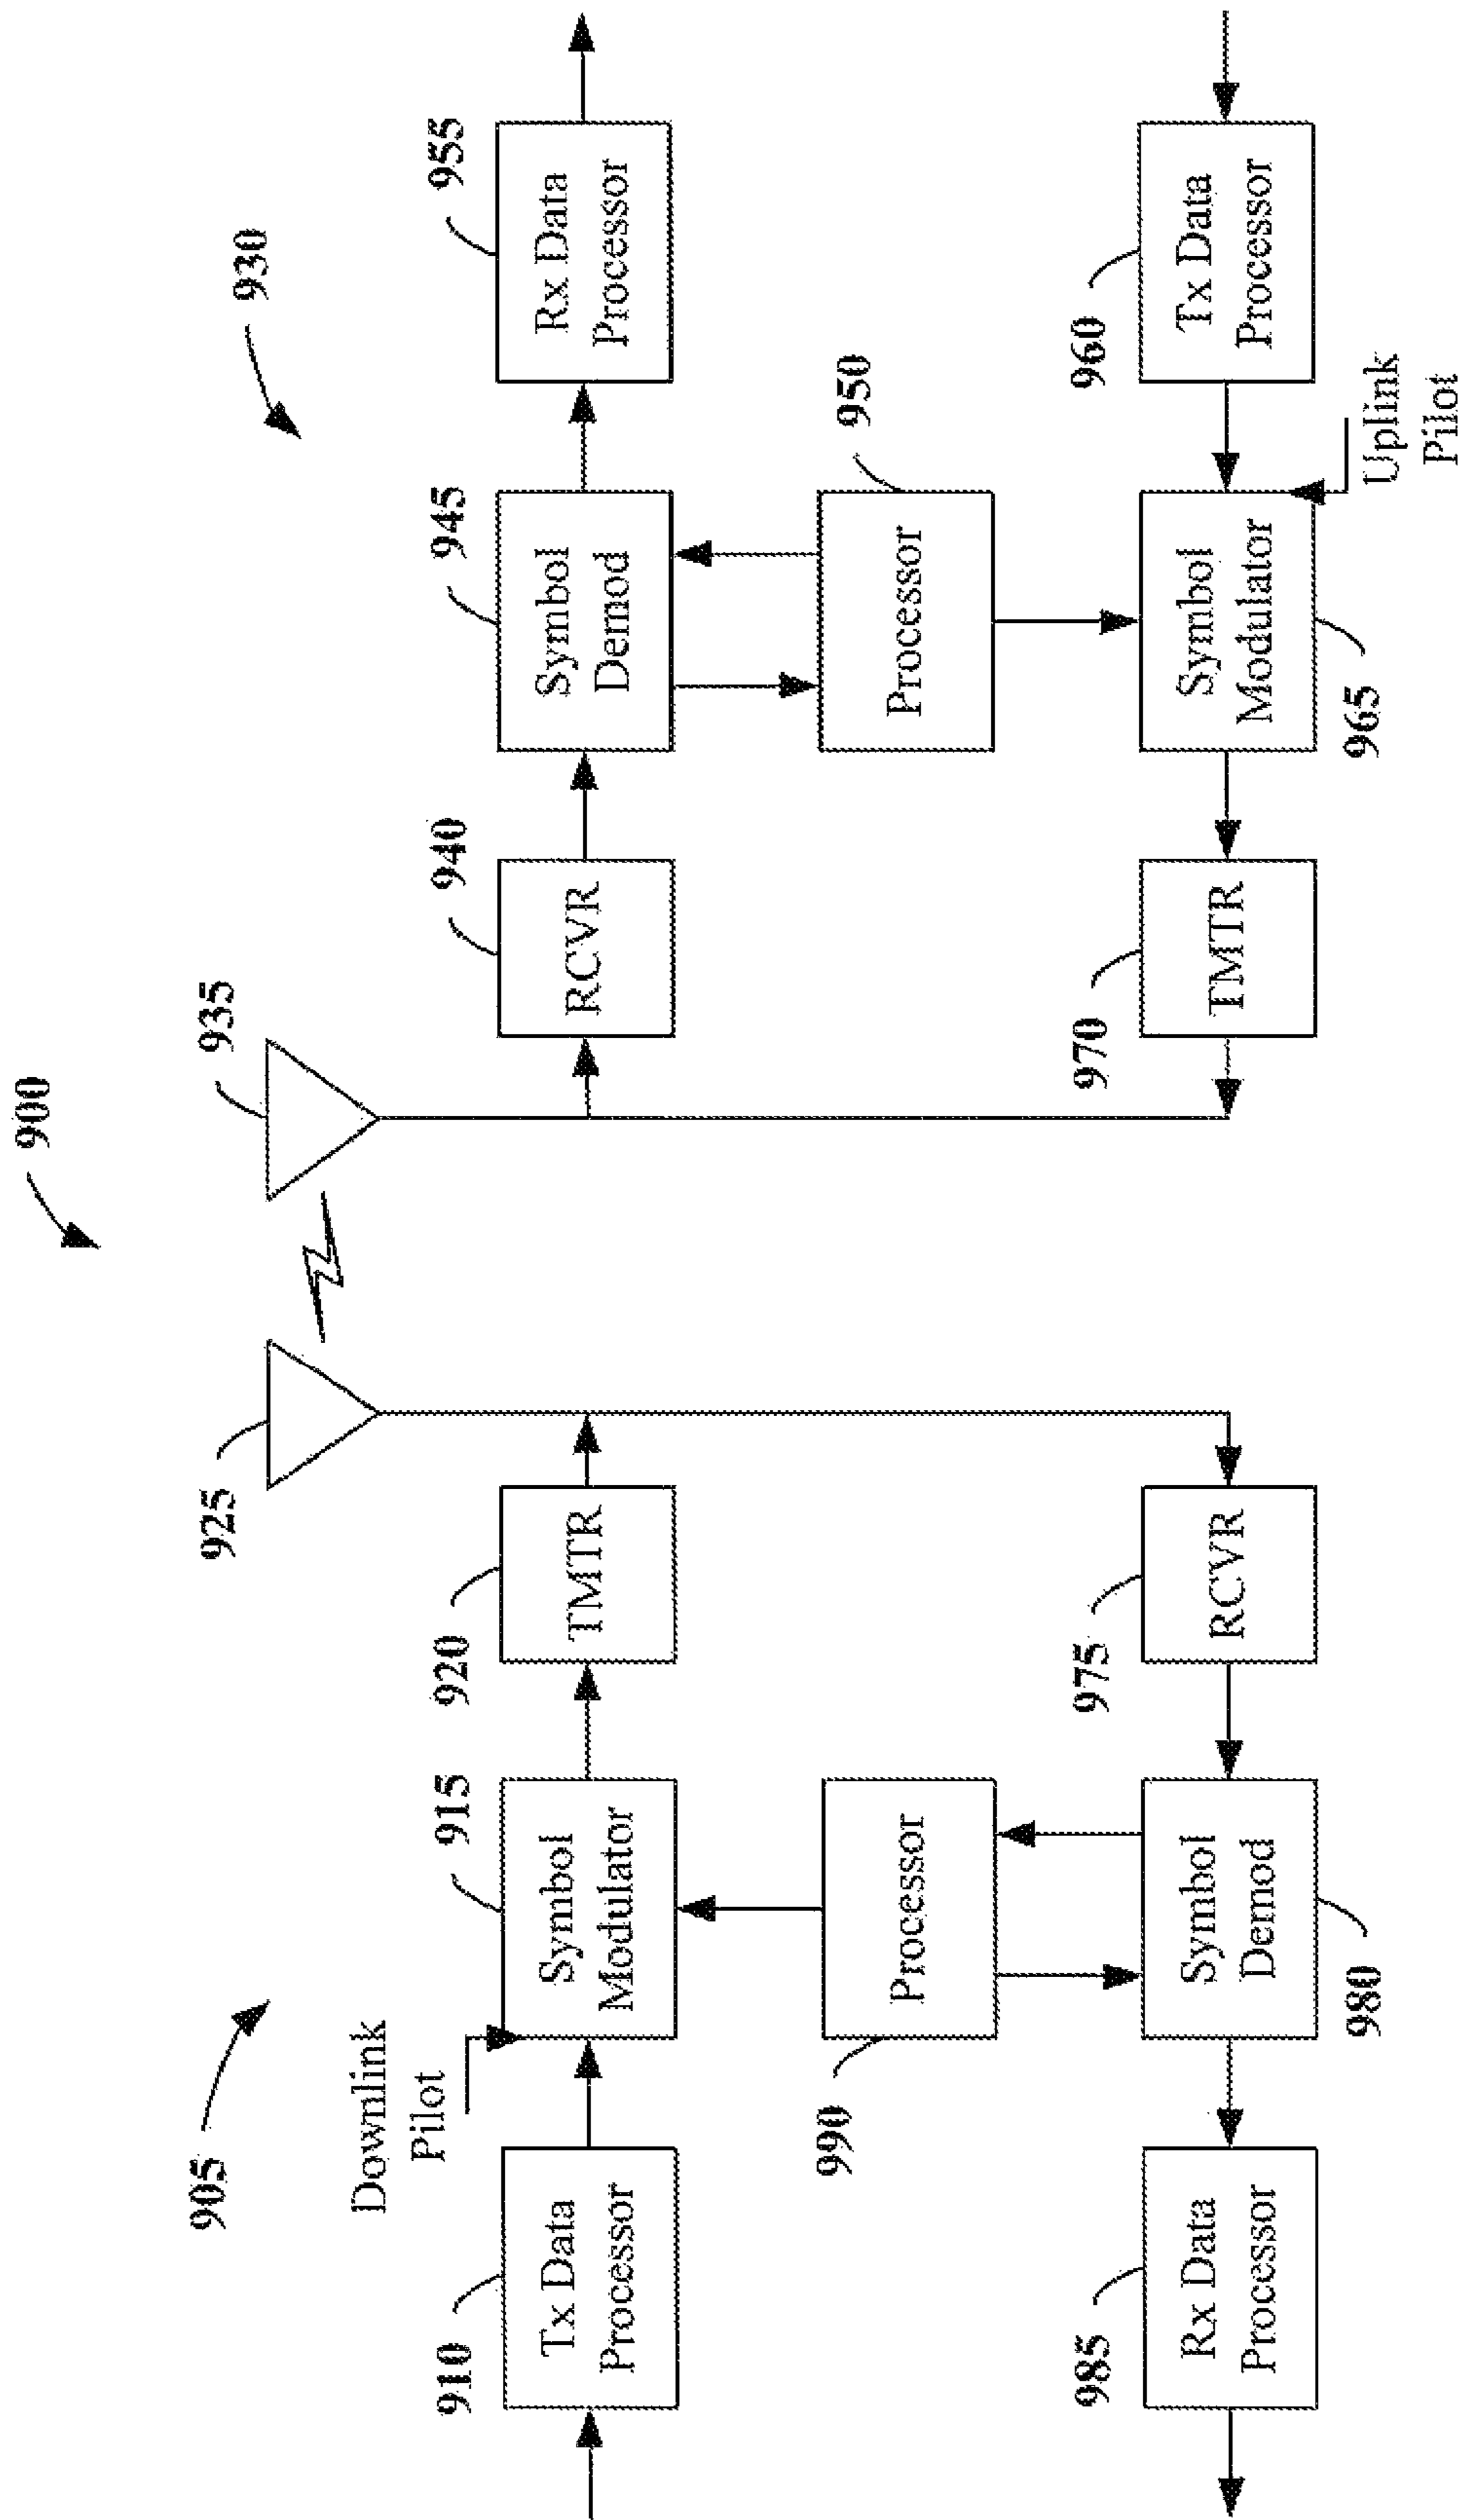 900
905
930
925
935
Downlink
Pilot
910
Tx Data
Processor
915
Symbol
Modulator
920
TMTR
940
RCVR
945
Symbol
Demod
955
Rx Data
Processor
990
Processor
950
Processor
985
Rx Data
Processor
980
Symbol
Demod
975
RCVR
970
TMTR
965
Symbol
Modulator
960
Tx Data
Processor
Uplink
Pilot